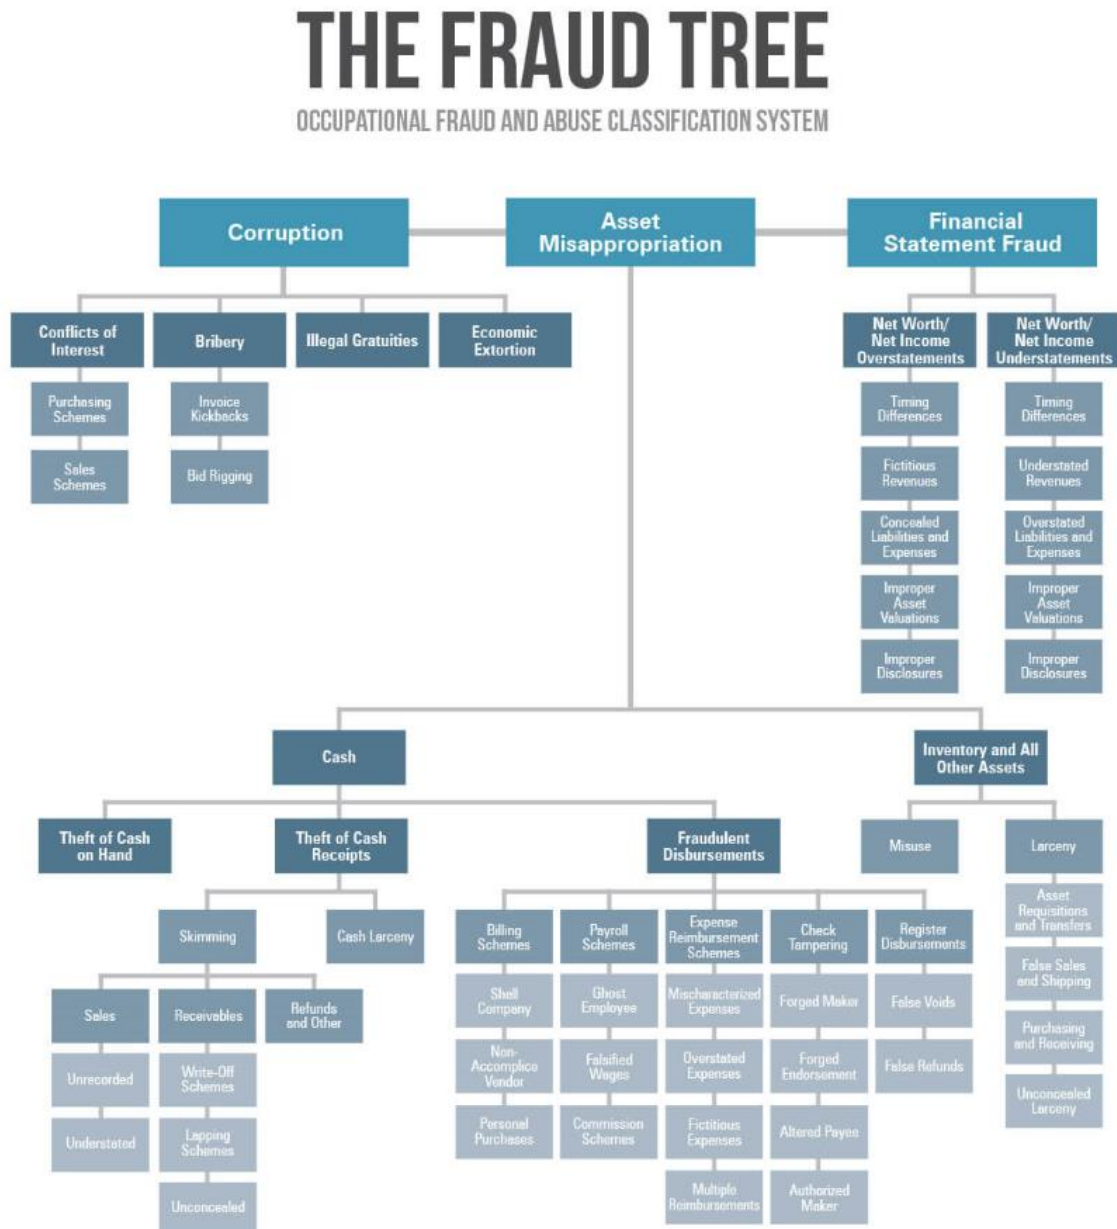 THE FRAUD TREE
OCCUPATIONAL FRAUD AND ABUSE CLASSIFICATION SYSTEM
Corruption
Asset
Misappropriation
Financial
Statement Fraud
Conflicts of
Interest
Bribery
Illegal Gratuities
Economic
Extortion
Net Worth/
Net Income
Overstatements
Net Worth/
Net Income
Understatements
Purchasing
Schemes
Sales
Schemes
Invoice
Kickbacks
Bid Rigging
Timing
Differences
Fictitious
Revenues
Concealed
Liabilities and
Expenses
Improper
Asset
Valuations
Improper
Disclosures
Timing
Differences
Understated
Revenues
Overstated
Liabilities and
Expenses
Improper
Asset
Valuations
Improper
Disclosures
Cash
Inventory and All
Other Assets
Theft of Cash
on Hand
Theft of Cash
Receipts
Fraudulent
Disbursements
Misuse
Larceny
Skimming
Cash Larceny
Sales
Receivables
Refunds
and Other
Unrecorded
Understated
Write-Off
Schemes
Lapping
Schemes
Unconcealed
Billing
Schemes
Shell
Company
Non-
Accomplice
Vendor
Personal
Purchases
Payroll
Schemes
Ghost
Employee
Falsified
Wages
Commission
Schemes
Expense
Reimbursement
Schemes
Mischaracterized
Expenses
Overstated
Expenses
Fictitious
Expenses
Multiple
Reimbursements
Check
Tampering
Forged Maker
Forged
Endorsement
Altered Payee
Authorized
Maker
Register
Disbursements
False Voids
False Refunds
Asset
Requisitions
and Transfers
False Sales
and Shipping
Purchasing
and Receiving
Unconcealed
Larceny